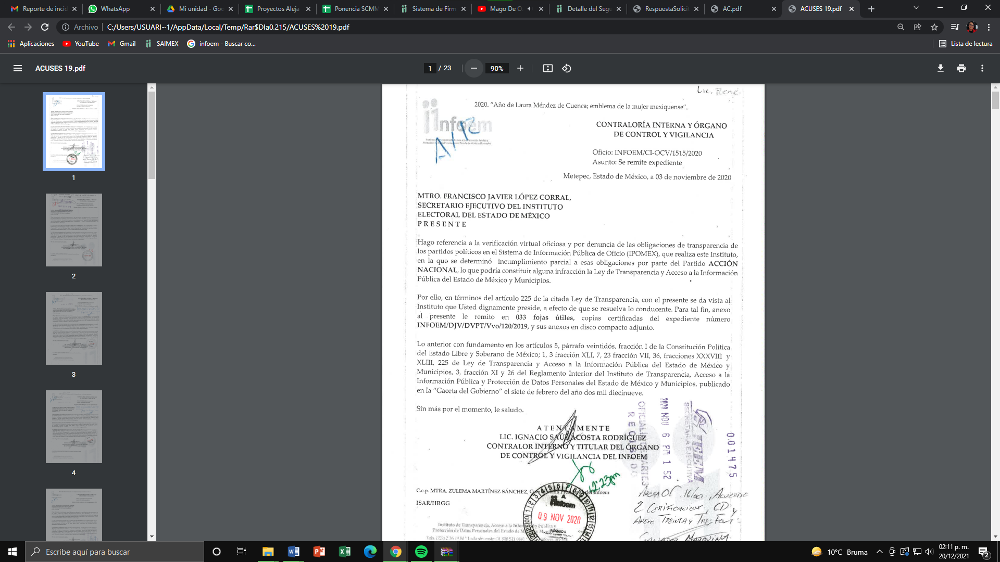 Reporte de incid
WhatsApp
Mi unidad - Goo
Proyectos Aleja
Ponencia SCMM
Sistema de Firm
Mägo De O
Detalle del Segu
RespuestaSolicit
AC.pdf
ACUSES 19.pdf
Archivo
C:/Users/USUARI~1/AppData/Local/Temp/Rar$DIa0.215/ACUSES%2019.pdf
Aplicaciones
YouTube
Gmail
SAIMEX
infoem - Buscar co...
Lista de lectura
ACUSES 19.pdf
1 / 23
90%
1
2
3
4
Lic. René
2020. “Año de Laura Méndez de Cuenca; emblema de la mujer mexiquense”.
infoem
CONTRALORÍA INTERNA Y ÓRGANO
DE CONTROL Y VIGILANCIA
Oficio: INFOEM/CI-OCV/1515/2020
Asunto: Se remite expediente
Metepec, Estado de México, a 03 de noviembre de 2020
MTRO. FRANCISCO JAVIER LÓPEZ CORRAL,
SECRETARIO EJECUTIVO DEL INSTITUTO
ELECTORAL DEL ESTADO DE MÉXICO
P R E S E N T E
Hago referencia a la verificación virtual oficiosa y por denuncia de las obligaciones de transparencia de
los partidos políticos en el Sistema de Información Pública de Oficio (IPOMEX), que realiza este Instituto,
en la que se determinó incumplimiento parcial a esas obligaciones por parte del Partido ACCIÓN
NACIONAL, lo que podría constituir alguna infracción la Ley de Transparencia y Acceso a la Información
Pública del Estado de México y Municipios.
Por ello, en términos del artículo 225 de la citada Ley de Transparencia, con el presente se da vista al
Instituto que Usted dignamente preside, a efecto de que se resuelva lo conducente. Para tal fin, anexo
al presente le remito en 033 fojas útiles, copias certificadas del expediente número
INFOEM/DJV/DVPT/Vvo/120/2019, y sus anexos en disco compacto adjunto.
Lo anterior con fundamento en los artículos 5, párrafo veintidós, fracción I de la Constitución Política
del Estado Libre y Soberano de México; 1, 3 fracción XLI, 7, 23 fracción VII, 36, fracciones XXXVIII y
XLIII, 225 de Ley de Transparencia y Acceso a la Información Pública del Estado de México y
Municipios, 3, fracción XI y 26 del Reglamento Interior del Instituto de Transparencia, Acceso a la
Información Pública y Protección de Datos Personales del Estado de México y Municipios, publicado
en la “Gaceta del Gobierno” el siete de febrero del año dos mil diecinueve.
Sin más por el momento, le saludo.
A T E N T A M E N T E
LIC. IGNACIO SAÚL ACOSTA RODRÍGUEZ
CONTRALOR INTERNO Y TITULAR DEL ÓRGANO
DE CONTROL Y VIGILANCIA DEL INFOEM
OFICIALÍA DE PARTES
RECIBIDO
2020 NOV 6 PM 1 52
SECRETARÍA EJECUTIVA
IEEM
001475
12:23pm
C.c.p. MTRA. ZULEMA MARTÍNEZ SÁNCHEZ, Comisionada Presidenta del Infoem
ISAR/HRGG
infoem
09 NOV 2020
Anexa Of. 16/oct., Acuerdo
2 Certificaciones, CD y
Anexo Treinta y Tres
Instituto de Transparencia, Acceso a la Información Pública y
Protección de Datos Personales del Estado de México y Municipios
Escribe aquí para buscar
10°C Bruma
02:11 p. m.
20/12/2021
2